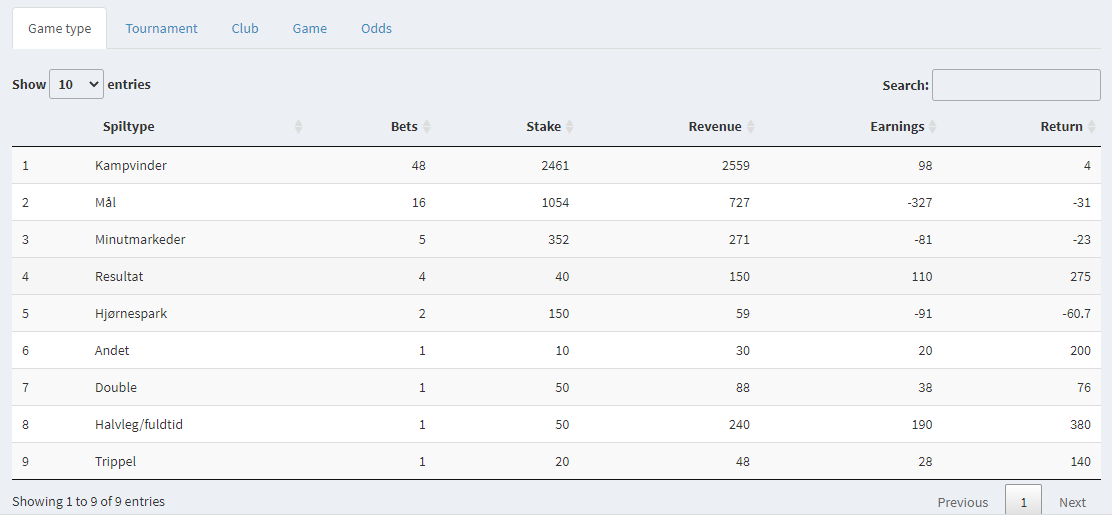 Game type Tournament Club Game Odds
Show 10 entries Search:
Spiltype Bets Stake Revenue Earnings Return
1 Kampvinder 48 2461 2559 98 4
2 Mål 16 1054 727 -327 -31
3 Minutmarkeder 5 352 271 -81 -23
4 Resultat 4 40 150 110 275
5 Hjørnespark 2 150 59 -91 -60.7
6 Andet 1 10 30 20 200
7 Double 1 50 88 38 76
8 Halvleg/fuldtid 1 50 240 190 380
9 Trippel 1 20 48 28 140
Showing 1 to 9 of 9 entries Previous 1 Next